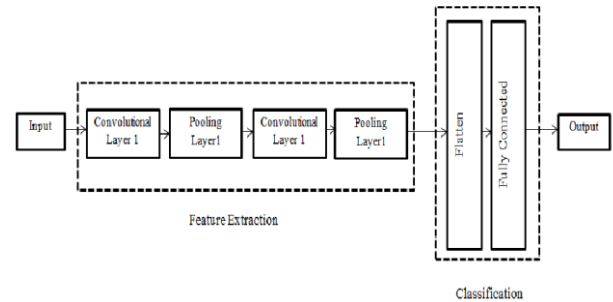 Input
Convolutional
Layer 1
Pooling
Layer1
Convolutional
Layer 1
Pooling
Layer1
Flatten
Fully Connected
Output
Feature Extraction
Classification